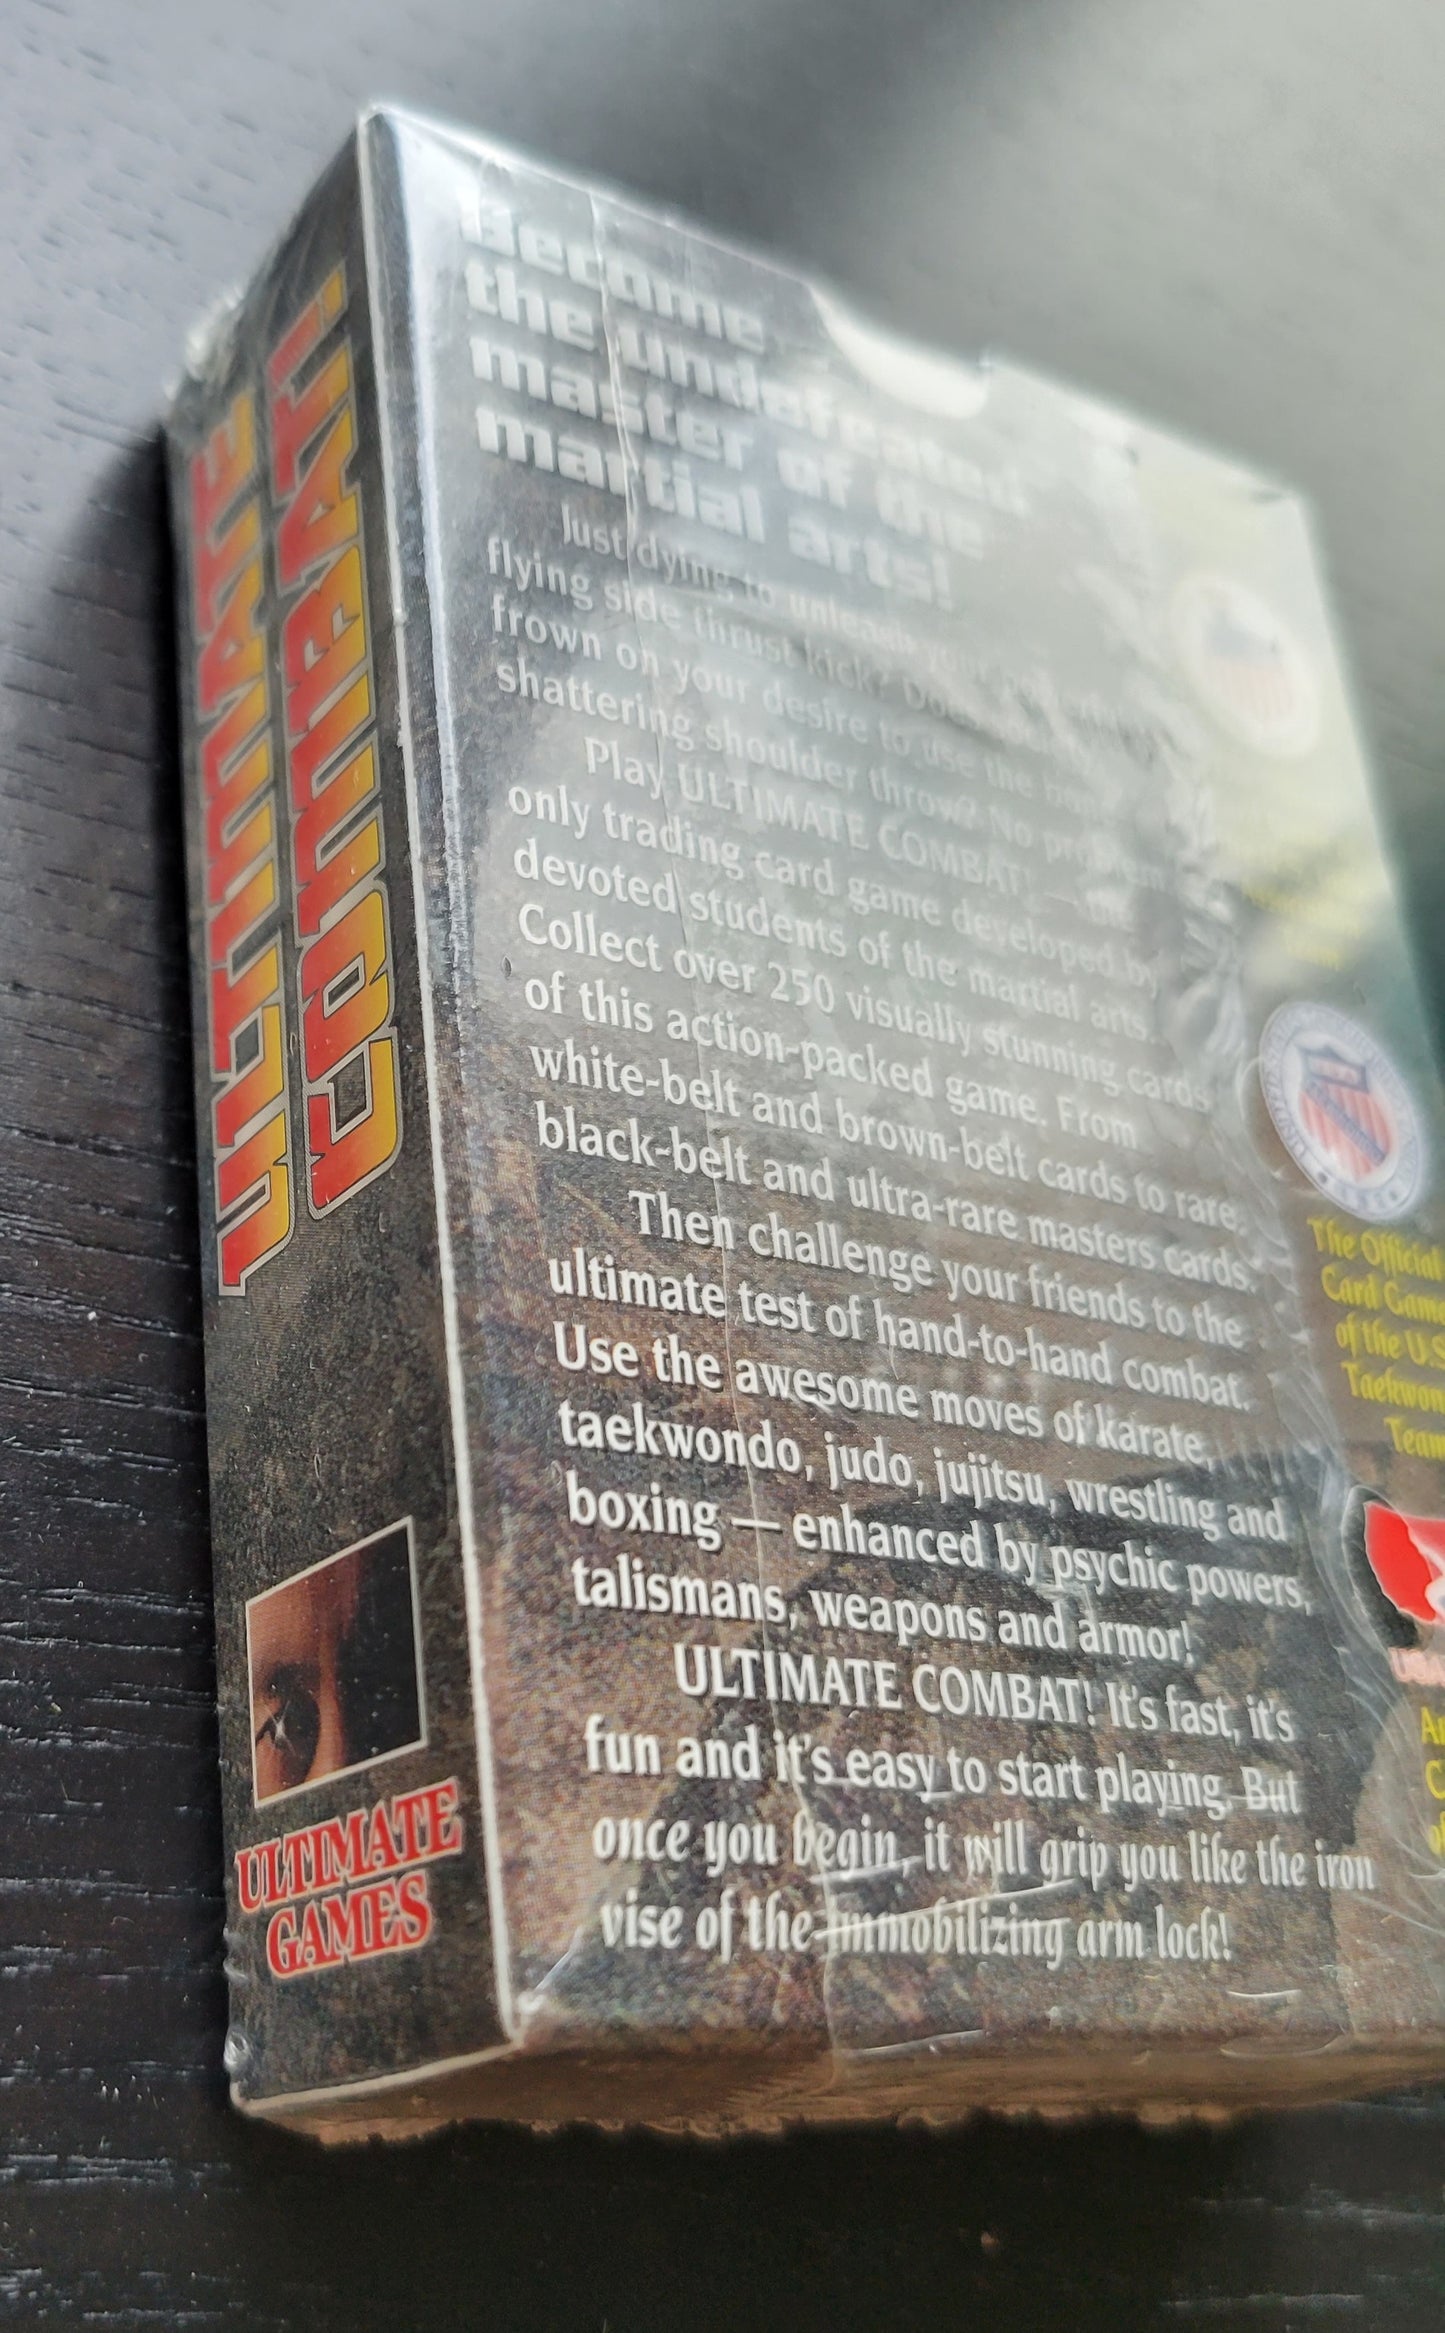 ULTIMATE
COMBAT!
ULTIMATE
GAMES
Become
the undefeated
master of the
martial arts!
Just dying to unleash your
flying side thrust kick?
frown on your desire to use the
shattering shoulder throw? No problem
Play ULTIMATE COMBAT! — the
only trading card game developed by
devoted students of the martial arts.
Collect over 250 visually stunning cards
of this action-packed game. From
white-belt and brown-belt cards to rare
black-belt and ultra-rare masters cards.
Then challenge your friends to the
ultimate test of hand-to-hand combat.
Use the awesome moves of karate,
taekwondo, judo, jujitsu, wrestling and
boxing — enhanced by psychic powers,
talismans, weapons and armor!
ULTIMATE COMBAT! It's fast, it's
fun and it's easy to start playing. But
once you begin, it will grip you like the iron
vise of the immobilizing arm lock!
The Official
Card Game
of the U.S
Taekwon
Team